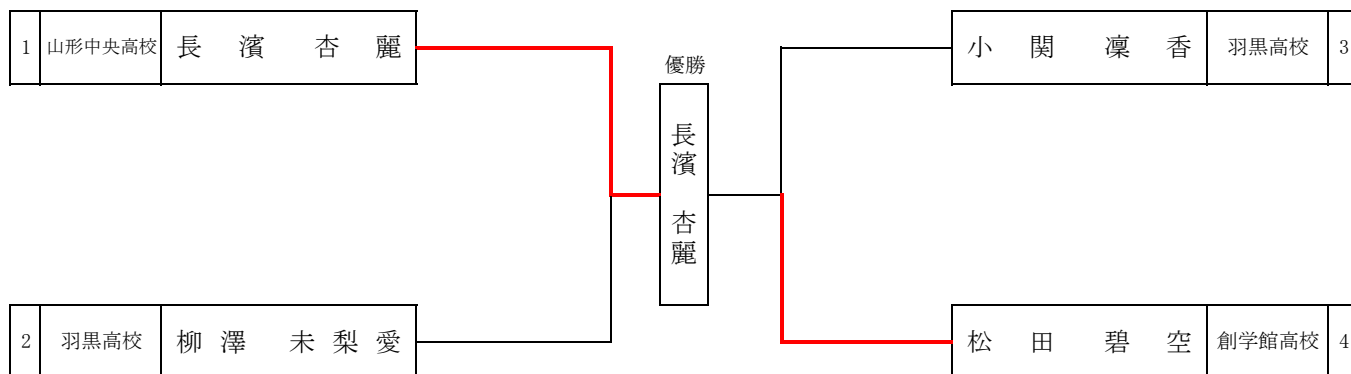 1 山形中央高校 長濱 杏麗
小関 凜香 羽黒高校 3
優勝
長濱 杏麗
2 羽黒高校 柳澤 未梨愛
松田 碧空 創学館高校 4